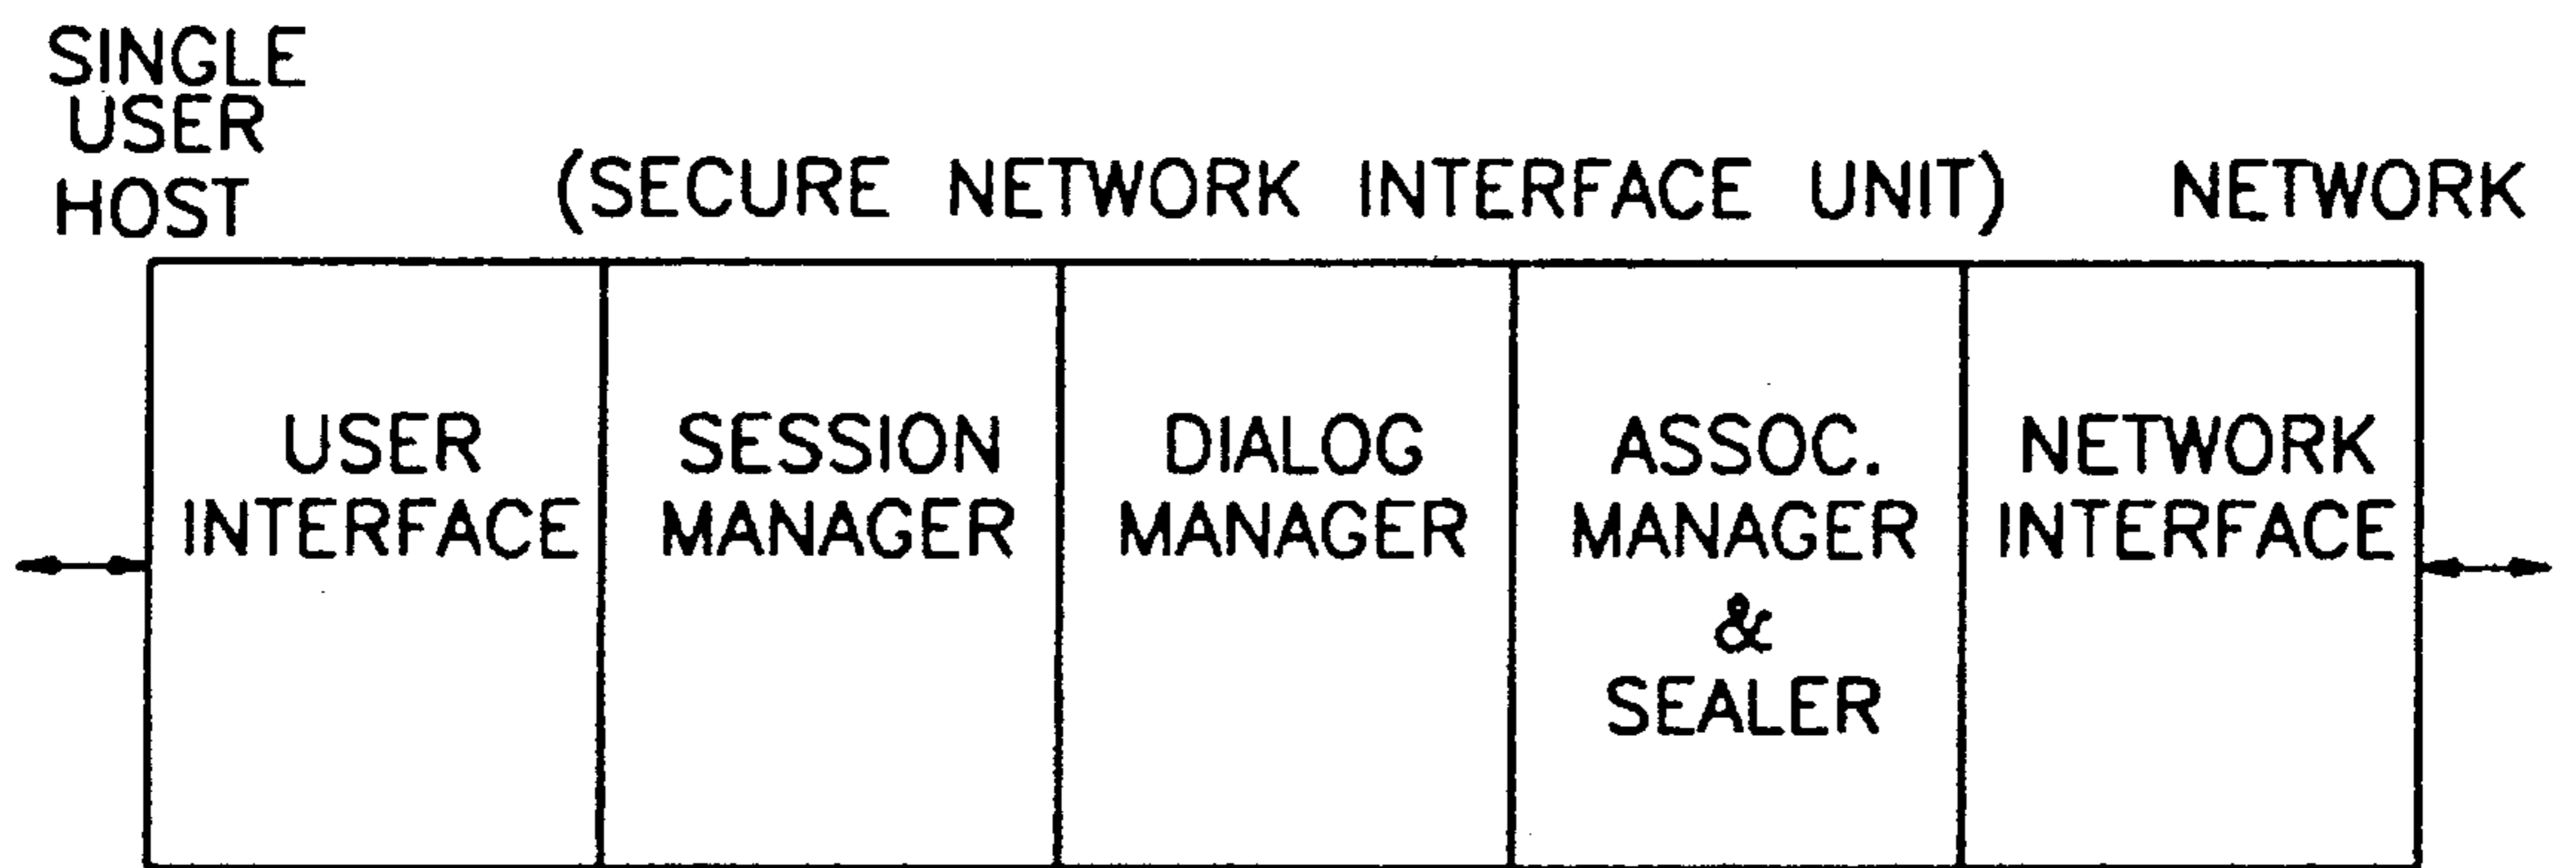 SINGLE
USER
HOST
(SECURE NETWORK INTERFACE UNIT)
NETWORK
USER
INTERFACE
SESSION
MANAGER
DIALOG
MANAGER
ASSOC.
MANAGER
&
SEALER
NETWORK
INTERFACE